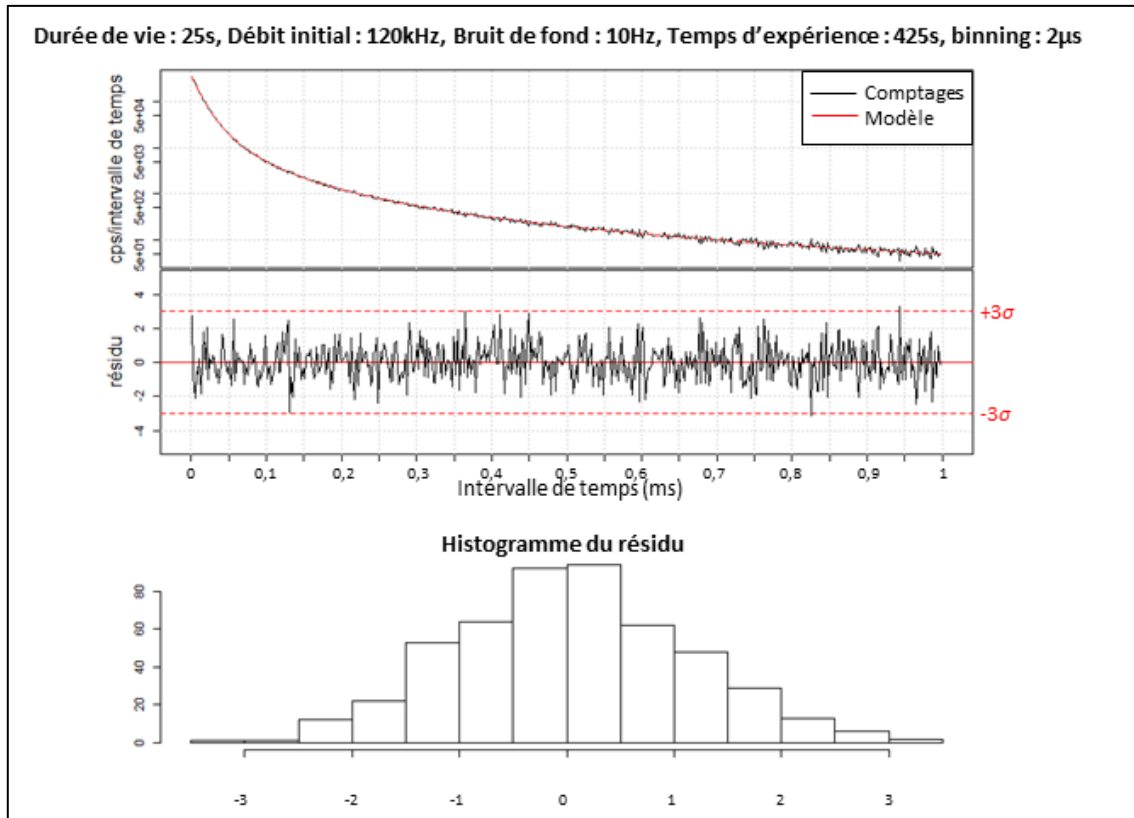 Durée de vie : 25s, Débit initial : 120kHz, Bruit de fond : 10Hz, Temps d’expérience : 425s, binning : 2µs
Comptages
Modèle
cps/intervalle de temps
5e+04
5e+03
5e+02
5e+01
résidu
4
2
0
-2
-4
+3σ
-3σ
0 0,1 0,2 0,3 0,4 0,5 0,6 0,7 0,8 0,9 1
Intervalle de temps (ms)
Histogramme du résidu
80
60
40
20
0
-3 -2 -1 0 1 2 3